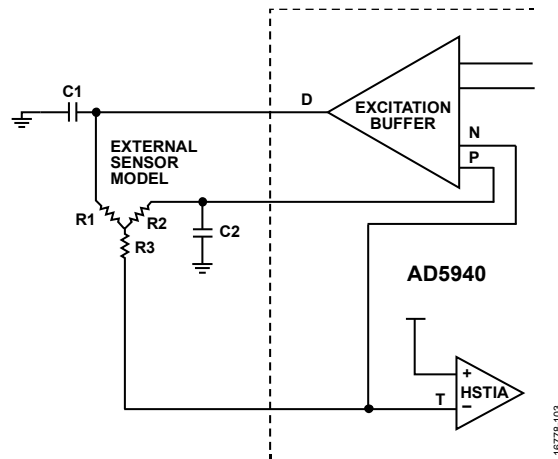 C1
D
EXCITATION
BUFFER
N
P
EXTERNAL
SENSOR
MODEL
R1
R2
C2
R3
AD5940
+
HSTIA
T
–
16778-103